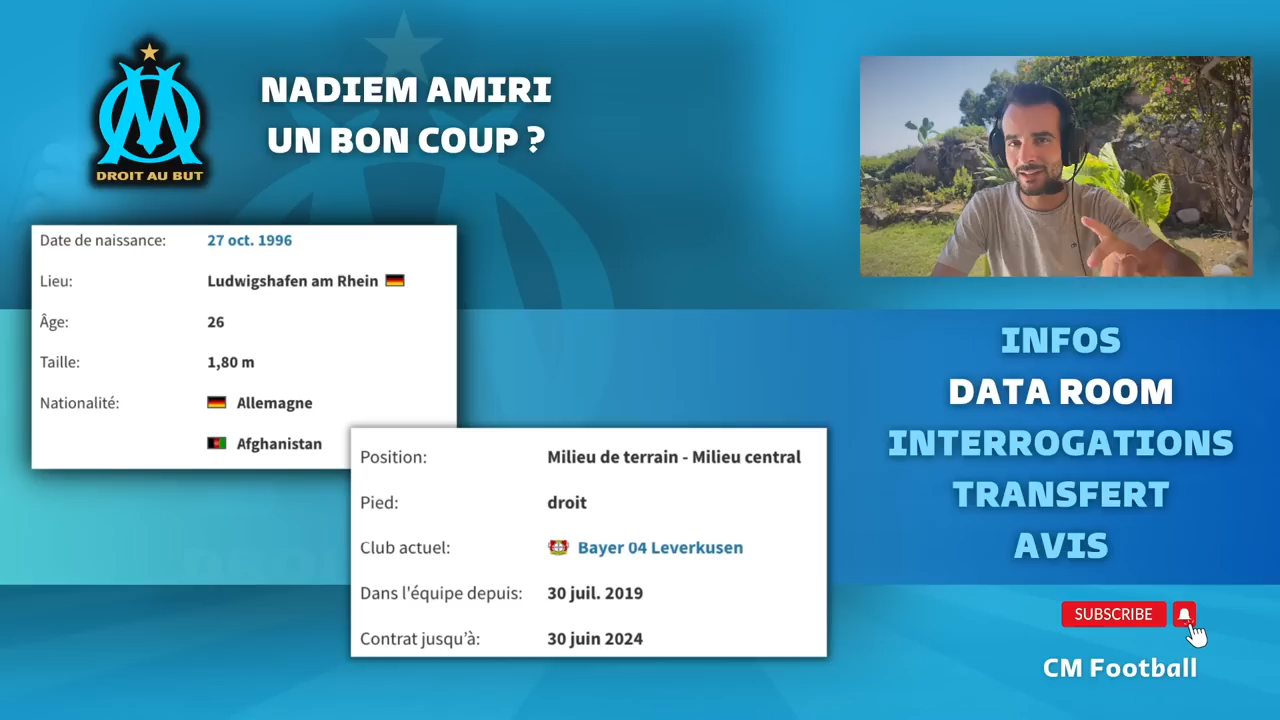 DROIT AU BUT
NADIEM AMIRI
UN BON COUP ?
Date de naissance: 27 oct. 1996
Lieu: Ludwigshafen am Rhein
Âge: 26
Taille: 1,80 m
Nationalité: Allemagne
Afghanistan
Position: Milieu de terrain - Milieu central
Pied: droit
Club actuel: Bayer 04 Leverkusen
Dans l'équipe depuis: 30 juil. 2019
Contrat jusqu'à: 30 juin 2024
INFOS
DATA ROOM
INTERROGATIONS
TRANSFERT
AVIS
SUBSCRIBE
CM Football